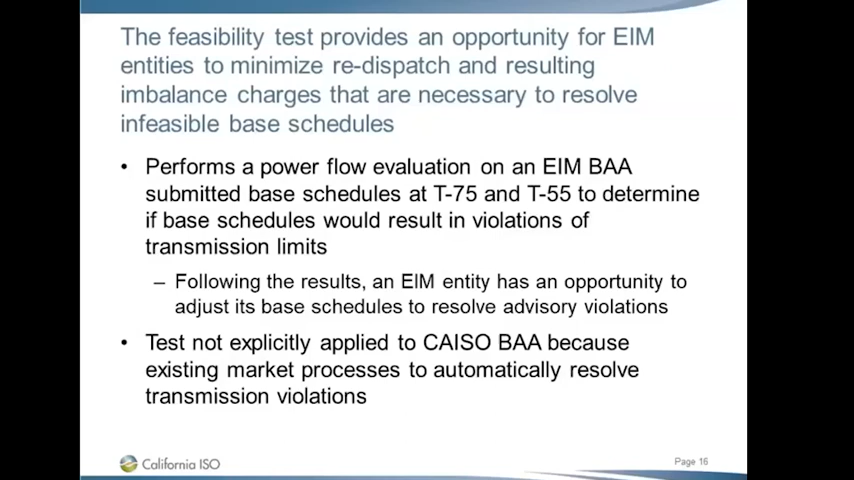 The feasibility test provides an opportunity for EIM
entities to minimize re-dispatch and resulting
imbalance charges that are necessary to resolve
infeasible base schedules
• Performs a power flow evaluation on an EIM BAA
submitted base schedules at T-75 and T-55 to determine
if base schedules would result in violations of
transmission limits
– Following the results, an EIM entity has an opportunity to
adjust its base schedules to resolve advisory violations
• Test not explicitly applied to CAISO BAA because
existing market processes to automatically resolve
transmission violations
California ISO
Page 16